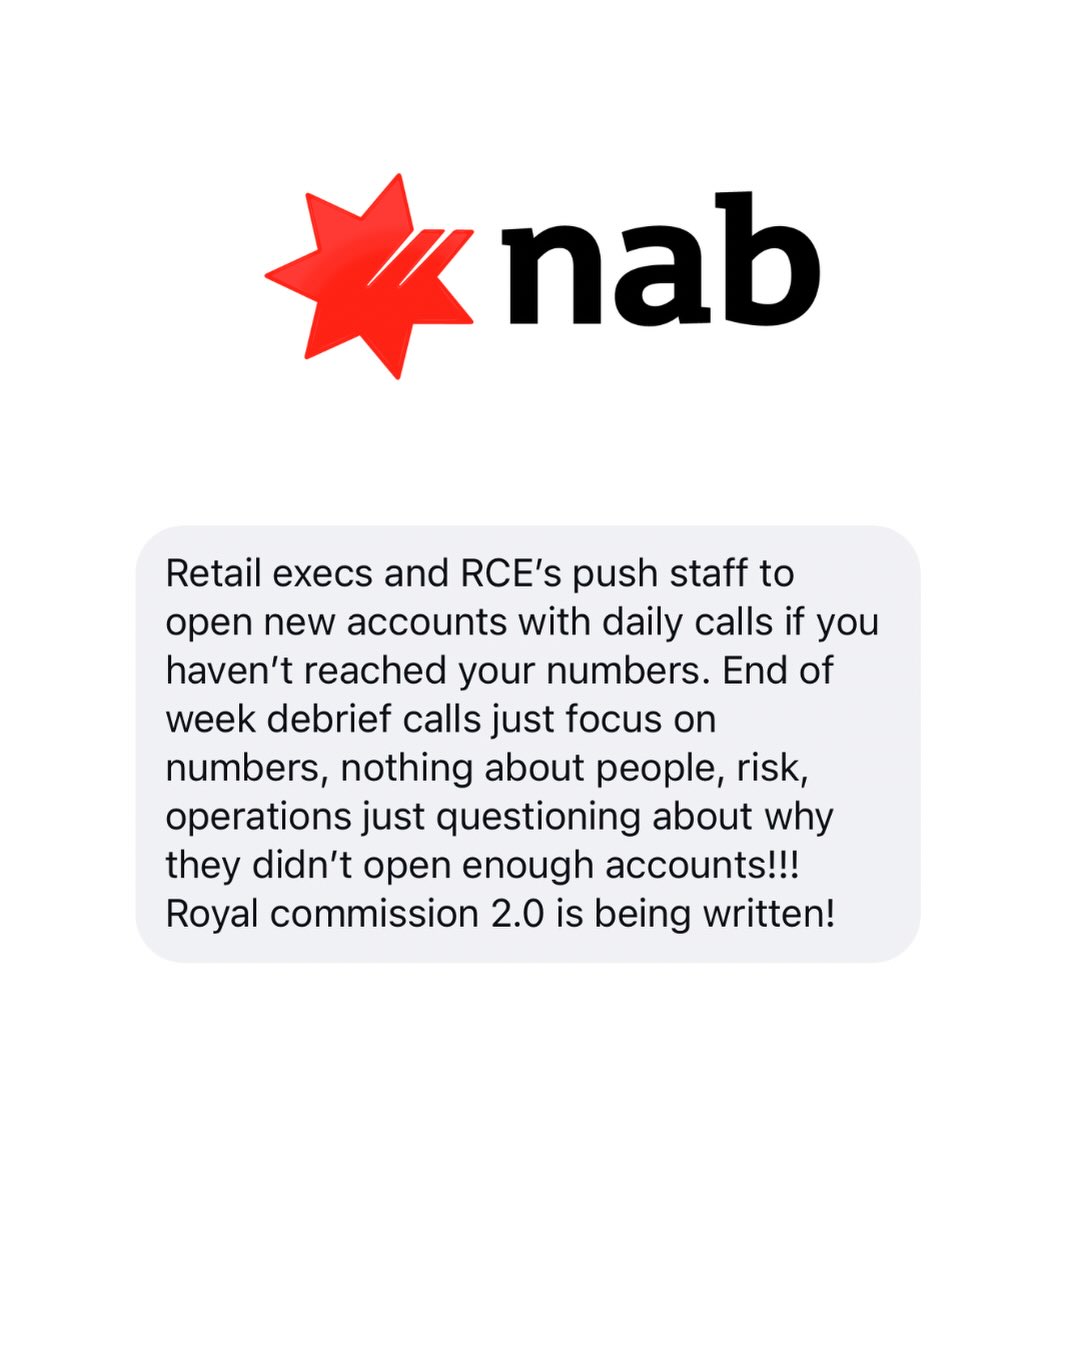 nab
Retail execs and RCE’s push staff to
open new accounts with daily calls if you
haven’t reached your numbers. End of
week debrief calls just focus on
numbers, nothing about people, risk,
operations just questioning about why
they didn’t open enough accounts!!!
Royal commission 2.0 is being written!